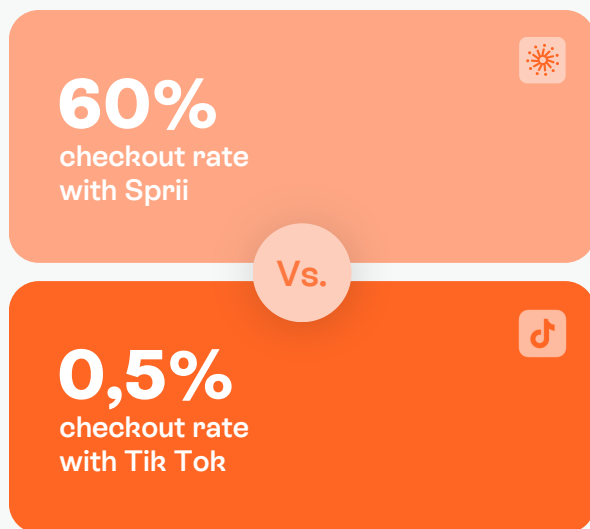 60%
checkout rate
with Sprii
Vs.
0,5%
checkout rate
with Tik Tok